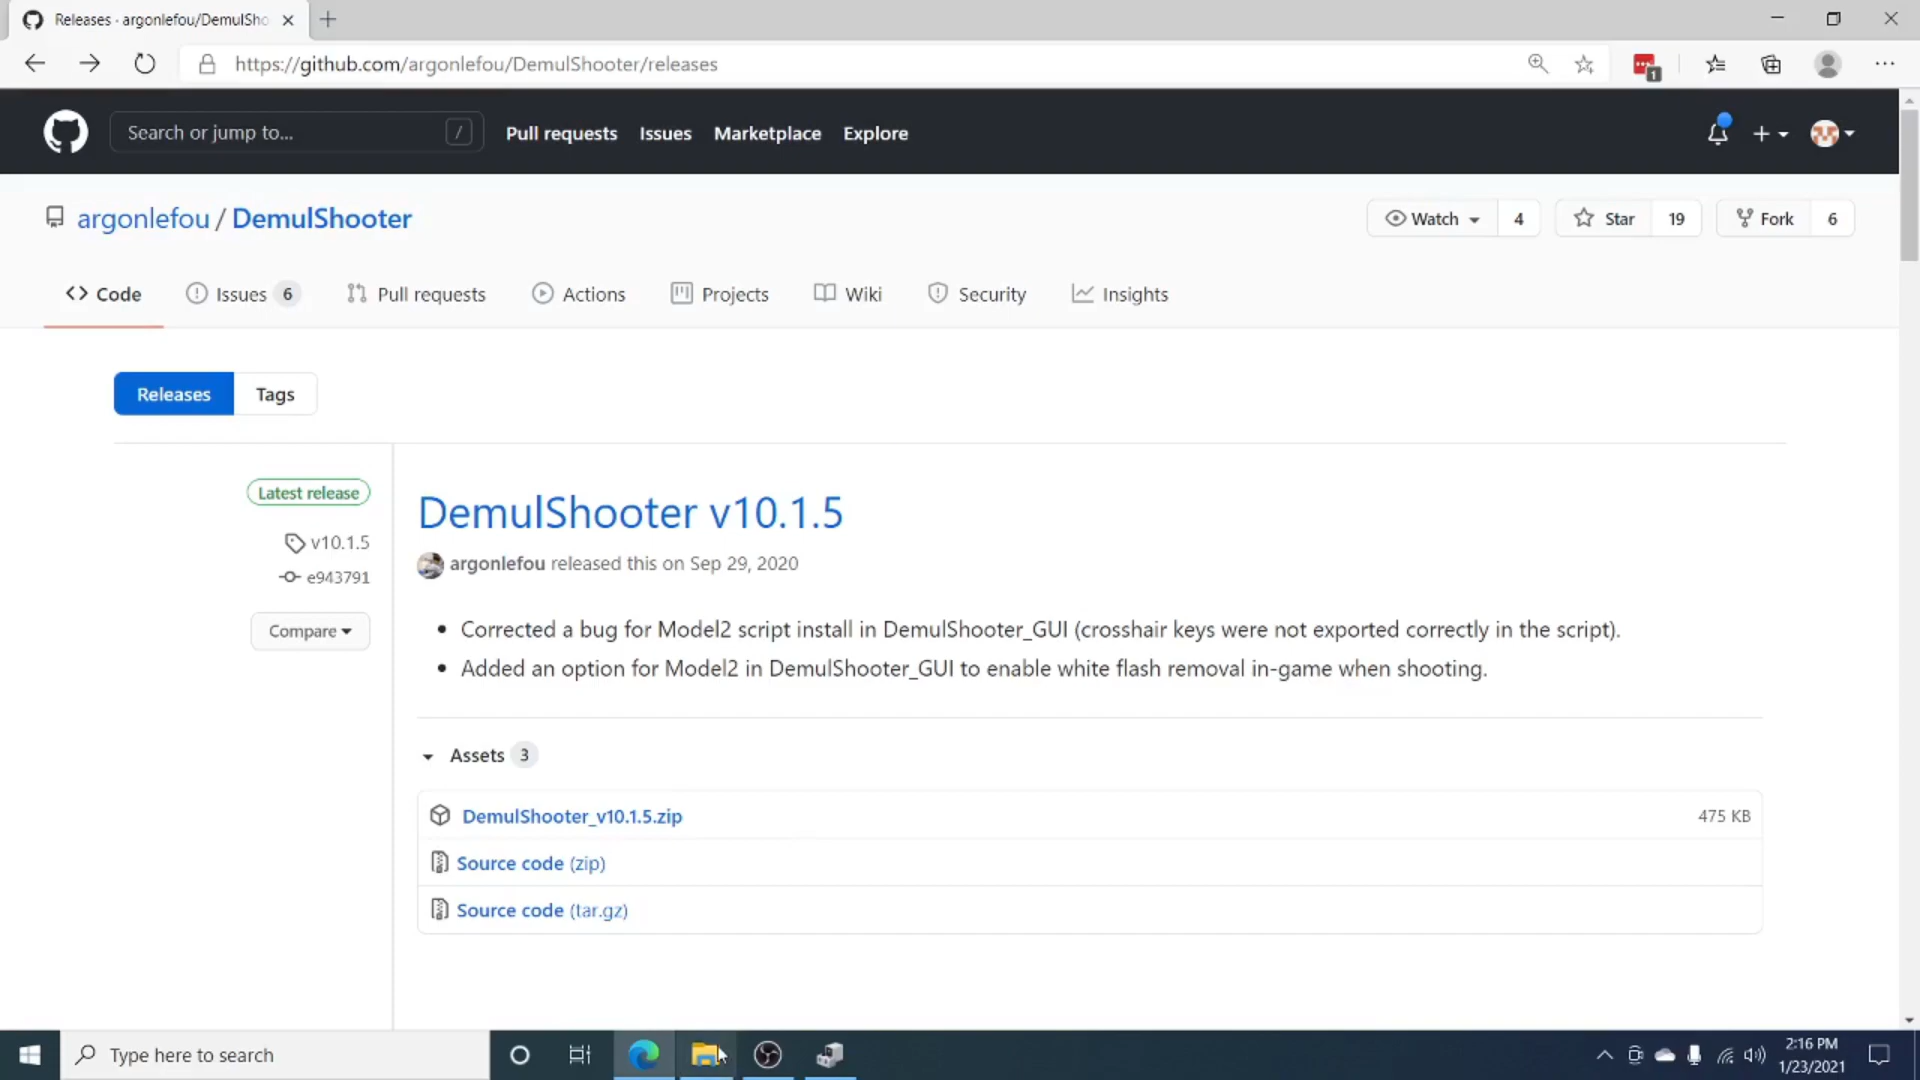 Releases · argonlefou/DemulSho
https://github.com/argonlefou/DemulShooter/releases
1
Search or jump to...
/
Pull requests
Issues
Marketplace
Explore
argonlefou / DemulShooter
Watch
4
Star
19
Fork
6
Code
Issues 6
Pull requests
Actions
Projects
Wiki
Security
Insights
Releases
Tags
Latest release
v10.1.5
e943791
Compare
DemulShooter v10.1.5
argonlefou released this on Sep 29, 2020
Corrected a bug for Model2 script install in DemulShooter_GUI (crosshair keys were not exported correctly in the script).
Added an option for Model2 in DemulShooter_GUI to enable white flash removal in-game when shooting.
Assets 3
DemulShooter_v10.1.5.zip
475 KB
Source code (zip)
Source code (tar.gz)
Type here to search
2:16 PM
1/23/2021